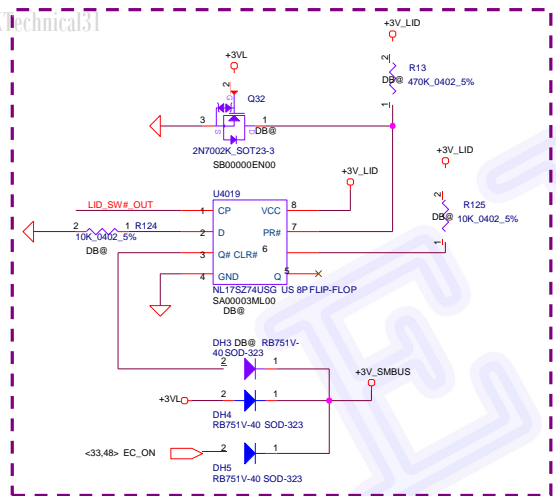 Technical31
+3V_LID
+3VL
2
R13
DB@
470K_0402_5%
1
2
G
Q32
3
S
D
1
DB@
2N7002K_SOT23-3
SB00000EN00
+3V_LID
+3V_LID
2
R125
DB@
10K_0402_5%
1
U4019
LID_SW#_OUT
1
CP
VCC
8
2
1
R124
10K_0402_5%
DB@
2
D
PR#
7
3
Q#
CLR#
6
4
GND
Q
5
NL17SZ74USG US 8P FLIP-FLOP
SA00003ML00
DB@
DH3 DB@ RB751V-
40 SOD-323
2
1
+3V_SMBUS
+3VL
2
1
DH4
RB751V-40 SOD-323
<33,48> EC_ON
2
1
DH5
RB751V-40 SOD-323